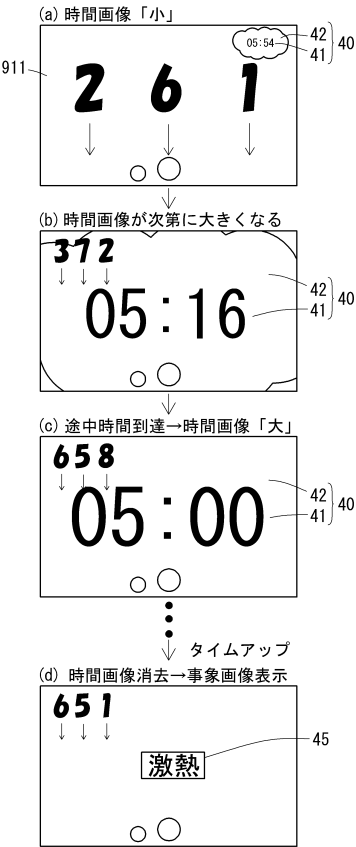 (a) 時間画像「小」
911
05:54
42
41
40
2 6 1
(b) 時間画像が次第に大きくなる
3 7 2
05:16
42
41
40
(c) 途中時間到達→時間画像「大」
6 5 8
05:00
42
41
40
タイムアップ
(d) 時間画像消去→事象画像表示
6 5 1
激熱
45